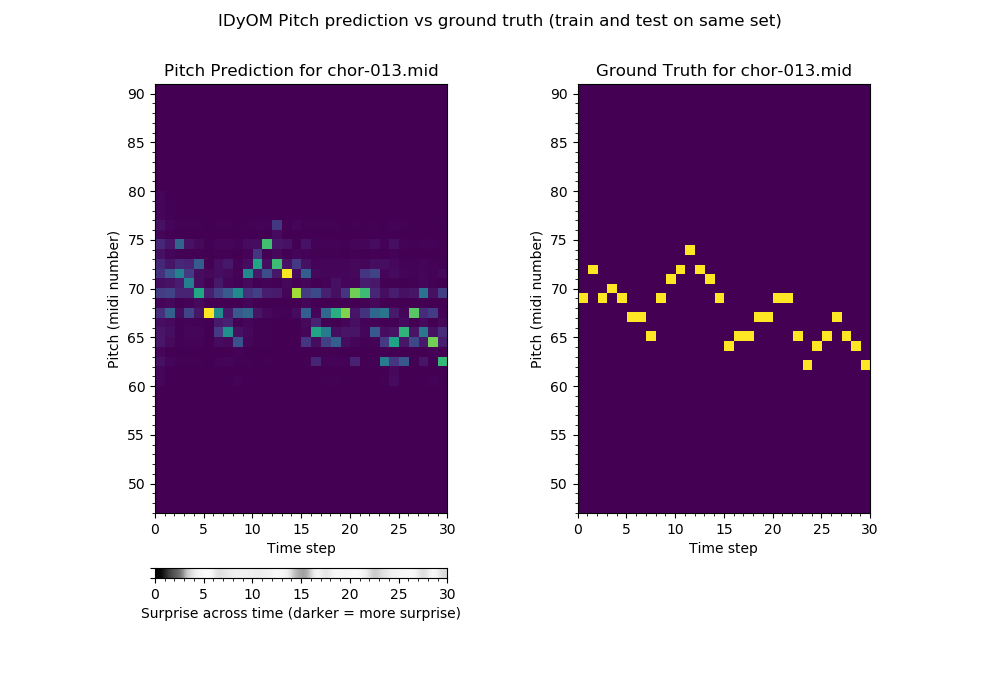 IDyOM Pitch prediction vs ground truth (train and test on same set)
Pitch Prediction for chor-013.mid
90
85
80
75
70
65
60
55
50
Pitch (midi number)
0 5 10 15 20 25 30
Time step
0 5 10 15 20 25 30
Surprise across time (darker = more surprise)
Ground Truth for chor-013.mid
90
85
80
75
70
65
60
55
50
Pitch (midi number)
0 5 10 15 20 25 30
Time step